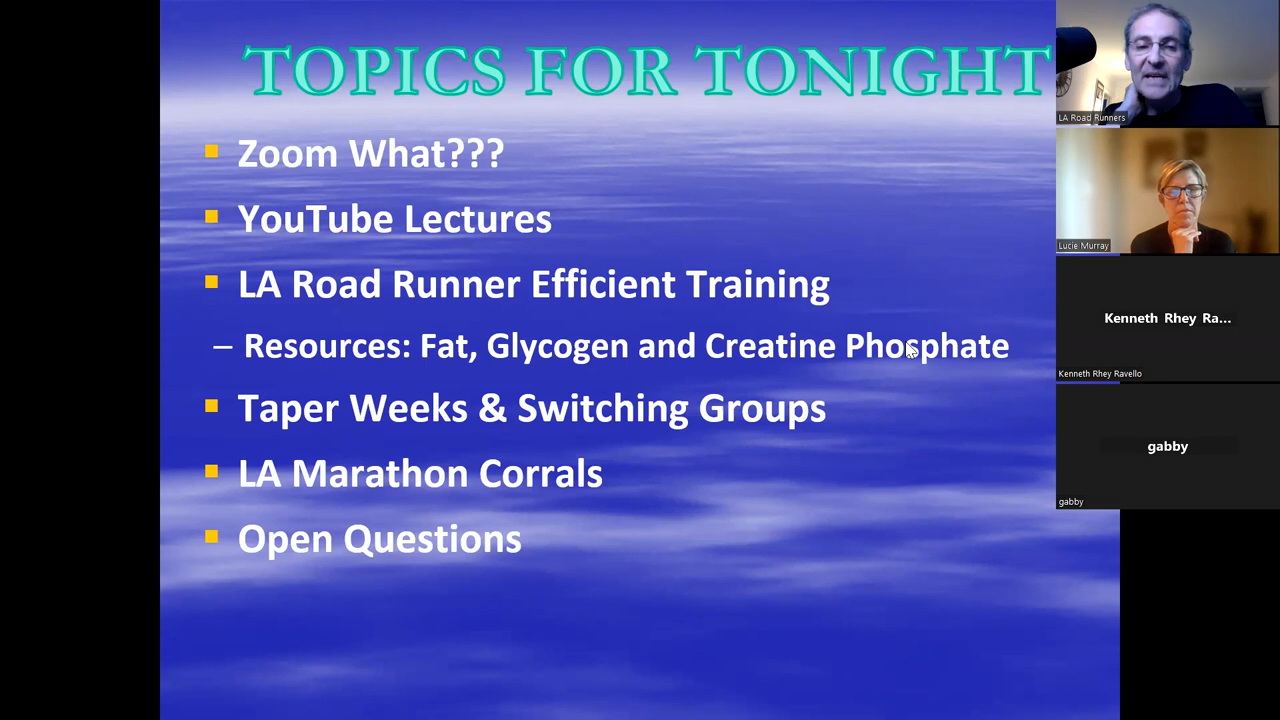 TOPICS FOR TONIGHT
Zoom What???
YouTube Lectures
LA Road Runner Efficient Training
– Resources: Fat, Glycogen and Creatine Phosphate
Taper Weeks & Switching Groups
LA Marathon Corrals
Open Questions
LA Road Runners
Lucie Murray
Kenneth Rhey Ra...
Kenneth Rhey Ravello
gabby
gabby